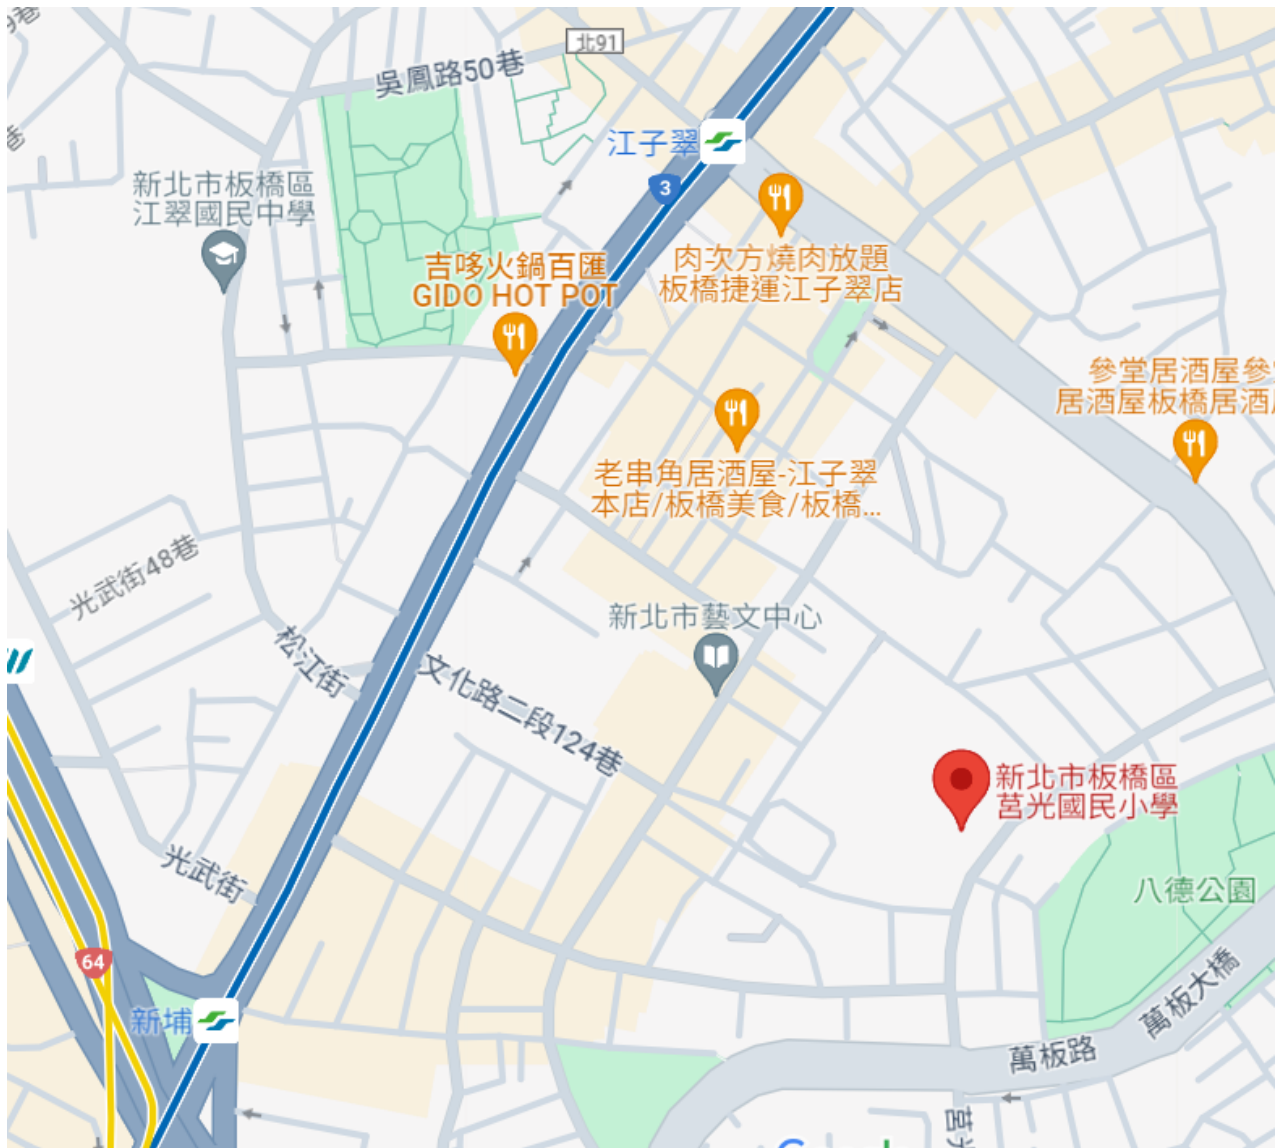 北91
吳鳳路50巷
江子翠
3
新北市板橋區
江翠國民中學
吉哆火鍋百匯
GIDO HOT POT
肉次方燒肉放題
板橋捷運江子翠店
參堂居酒屋參
居酒屋板橋居酒
老串角居酒屋-江子翠
本店/板橋美食/板橋...
光武街48巷
新北市藝文中心
松江街
文化路二段124巷
新北市板橋區
莒光國民小學
光武街
八德公園
64
新埔
萬板大橋
萬板路